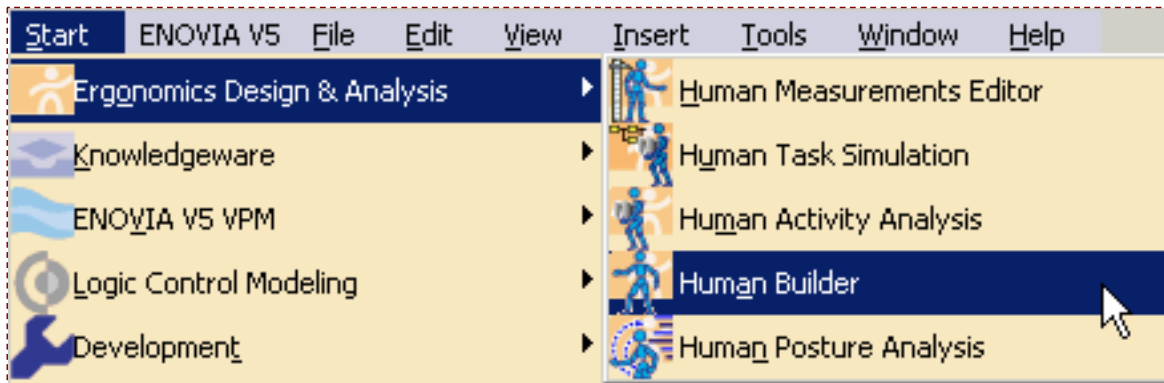 Start ENOVIA V5 File Edit View Insert Tools Window Help
Ergonomics Design & Analysis
Knowledgeware
ENOVIA V5 VPM
Logic Control Modeling
Development
Human Measurements Editor
Human Task Simulation
Human Activity Analysis
Human Builder
Human Posture Analysis